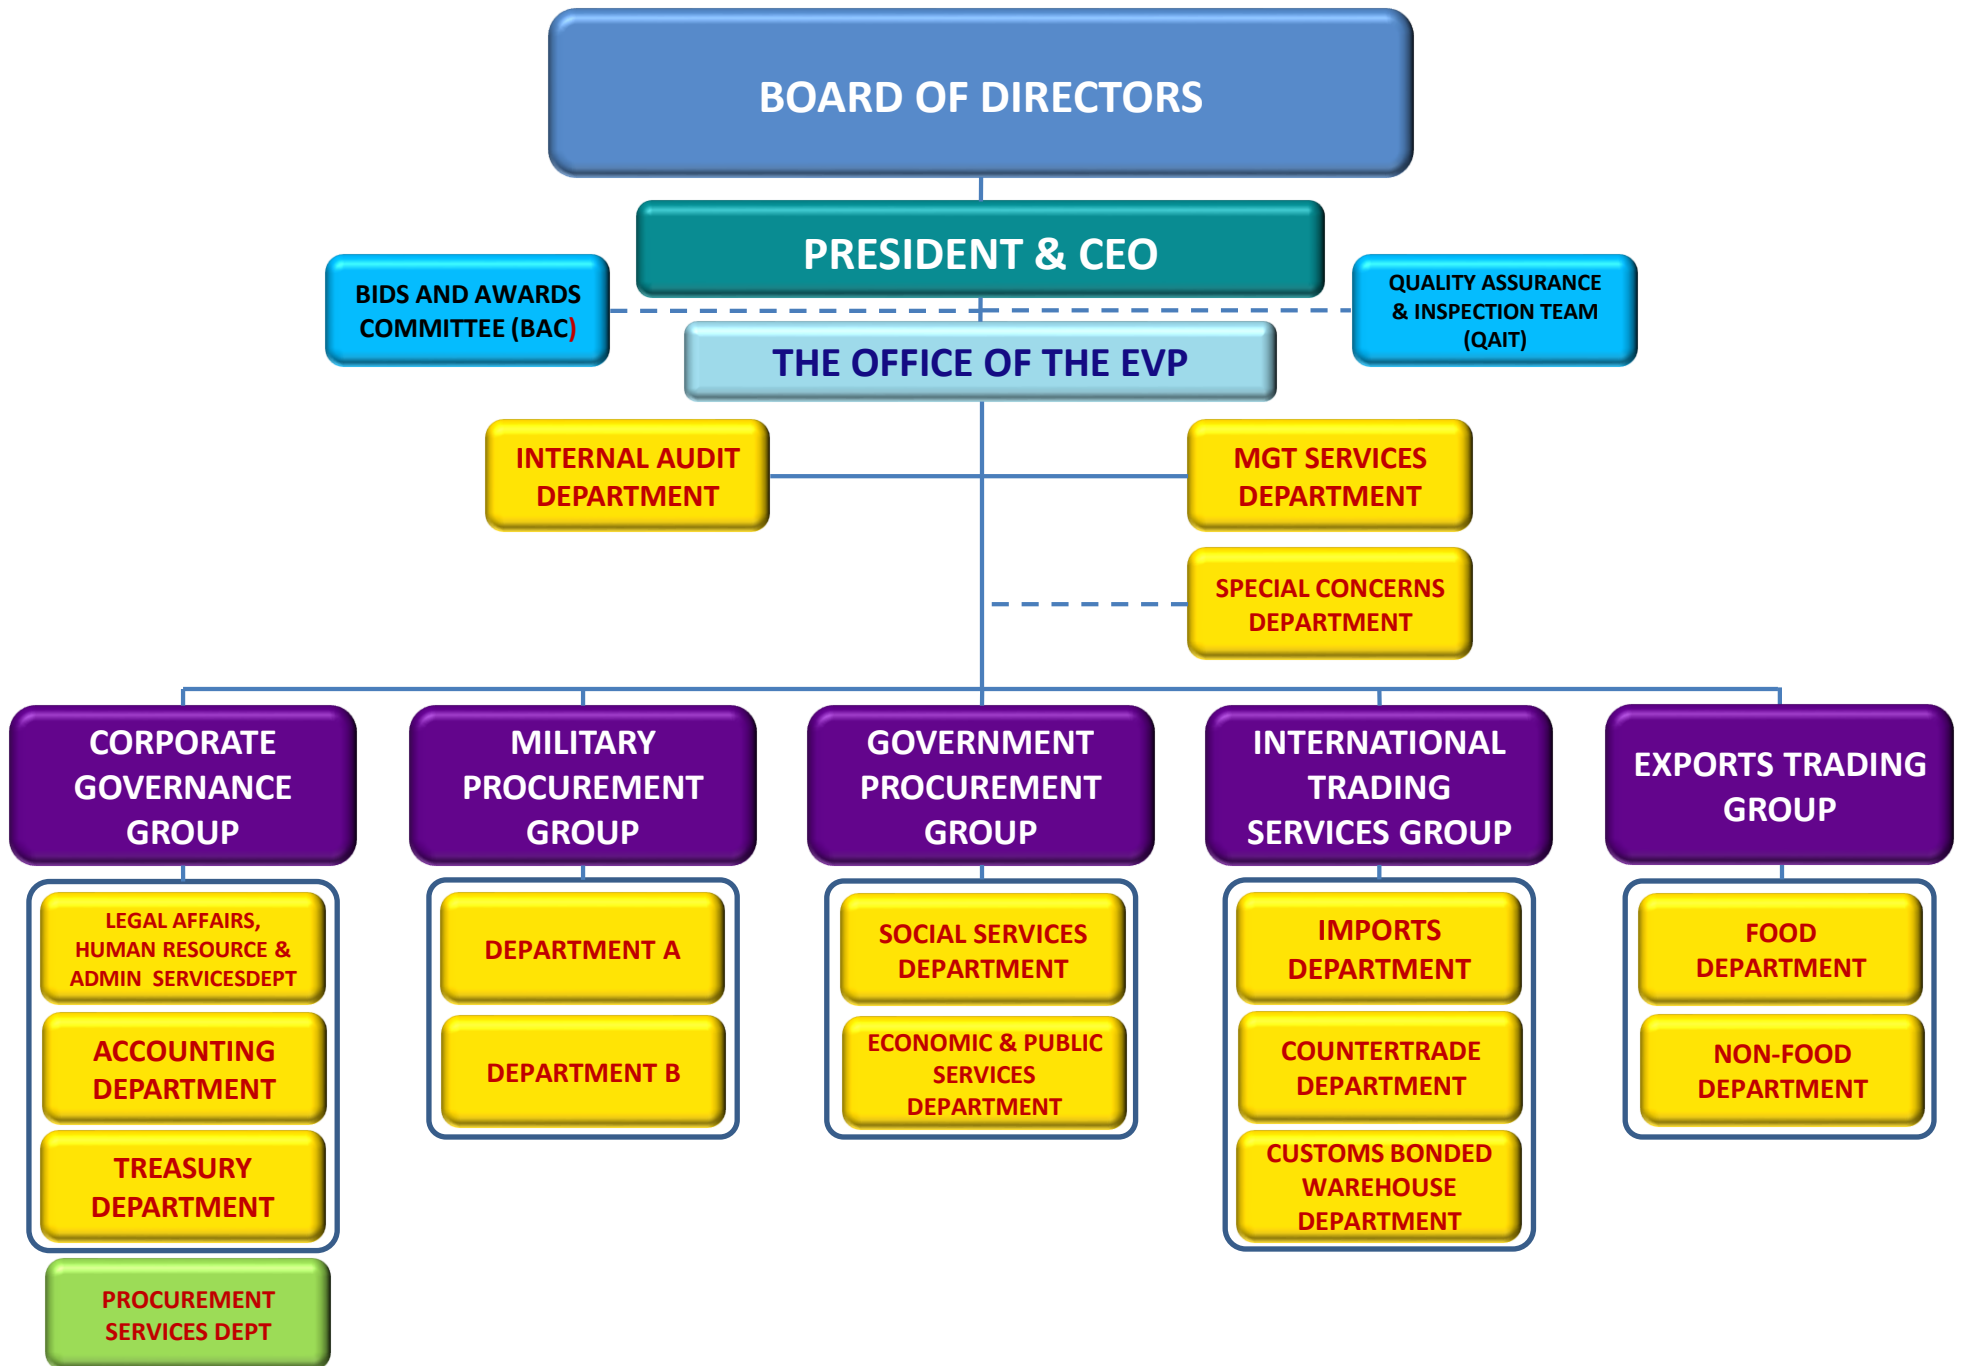 BOARD OF DIRECTORS
PRESIDENT & CEO
BIDS AND AWARDS
COMMITTEE (BAC)
QUALITY ASSURANCE
& INSPECTION TEAM
(QAIT)
THE OFFICE OF THE EVP
INTERNAL AUDIT
DEPARTMENT
MGT SERVICES
DEPARTMENT
SPECIAL CONCERNS
DEPARTMENT
CORPORATE
GOVERNANCE
GROUP
MILITARY
PROCUREMENT
GROUP
GOVERNMENT
PROCUREMENT
GROUP
INTERNATIONAL
TRADING
SERVICES GROUP
EXPORTS TRADING
GROUP
LEGAL AFFAIRS,
HUMAN RESOURCE &
ADMIN  SERVICESDEPT
ACCOUNTING
DEPARTMENT
TREASURY
DEPARTMENT
PROCUREMENT
SERVICES DEPT
DEPARTMENT A
DEPARTMENT B
SOCIAL SERVICES
DEPARTMENT
ECONOMIC & PUBLIC
SERVICES
DEPARTMENT
IMPORTS
DEPARTMENT
COUNTERTRADE
DEPARTMENT
CUSTOMS BONDED
WAREHOUSE
DEPARTMENT
FOOD
DEPARTMENT
NON-FOOD
DEPARTMENT